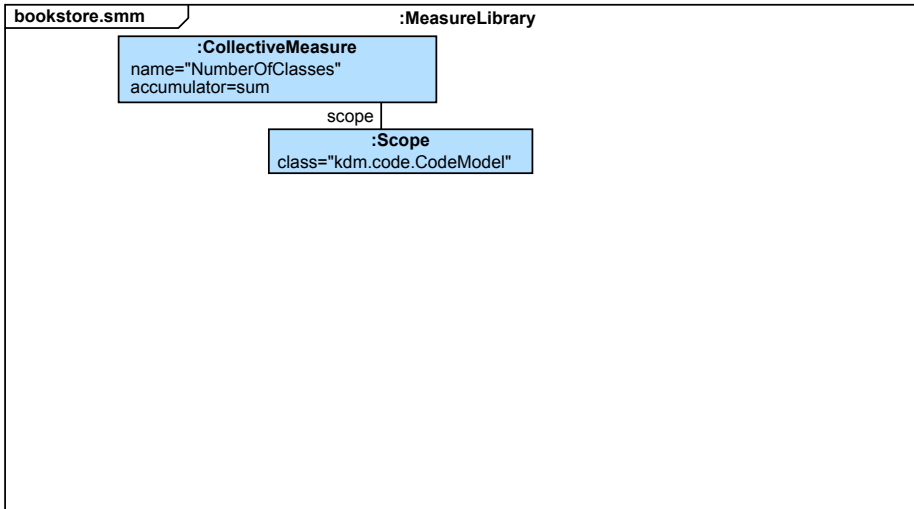 bookstore.smm
:MeasureLibrary
:CollectiveMeasure
name="NumberOfClasses"
accumulator=sum
scope
:Scope
class="kdm.code.CodeModel"